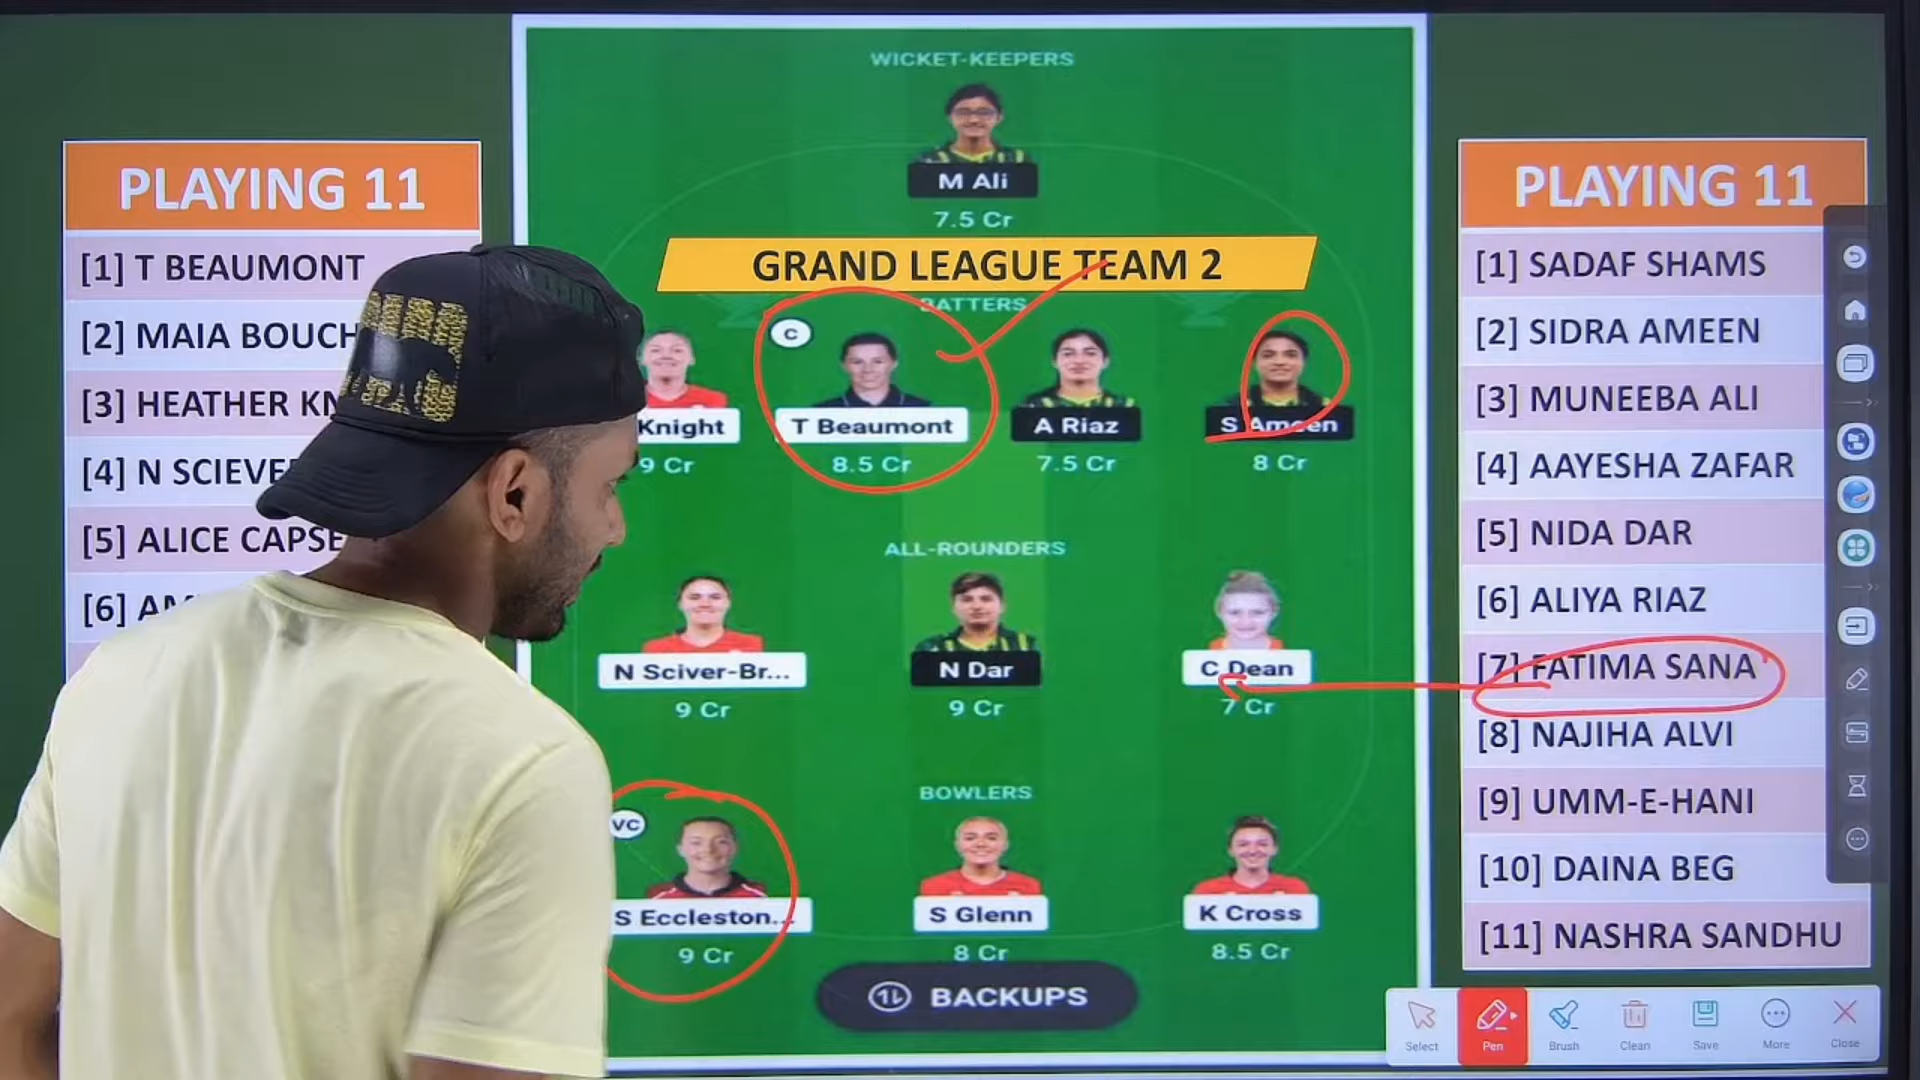 PLAYING 11
[1] T BEAUMONT
[2] MAIA BOUCH
[3] HEATHER KN
[4] N SCIEVE
[5] ALICE CAPSE
[6] AM
WICKET-KEEPERS
M Ali
7.5 Cr
GRAND LEAGUE TEAM 2
BATTERS
C
Knight
T Beaumont
A Riaz
S Ameen
9 Cr
8.5 Cr
7.5 Cr
8 Cr
ALL-ROUNDERS
N Sciver-Br...
N Dar
C Dean
9 Cr
9 Cr
7 Cr
BOWLERS
VC
S Eccleston...
S Glenn
K Cross
9 Cr
8 Cr
8.5 Cr
BACKUPS
PLAYING 11
[1] SADAF SHAMS
[2] SIDRA AMEEN
[3] MUNEEBA ALI
[4] AAYESHA ZAFAR
[5] NIDA DAR
[6] ALIYA RIAZ
[7] FATIMA SANA
[8] NAJIHA ALVI
[9] UMM-E-HANI
[10] DAINA BEG
[11] NASHRA SANDHU
Select
Pen
Brush
Clean
Save
More
Close